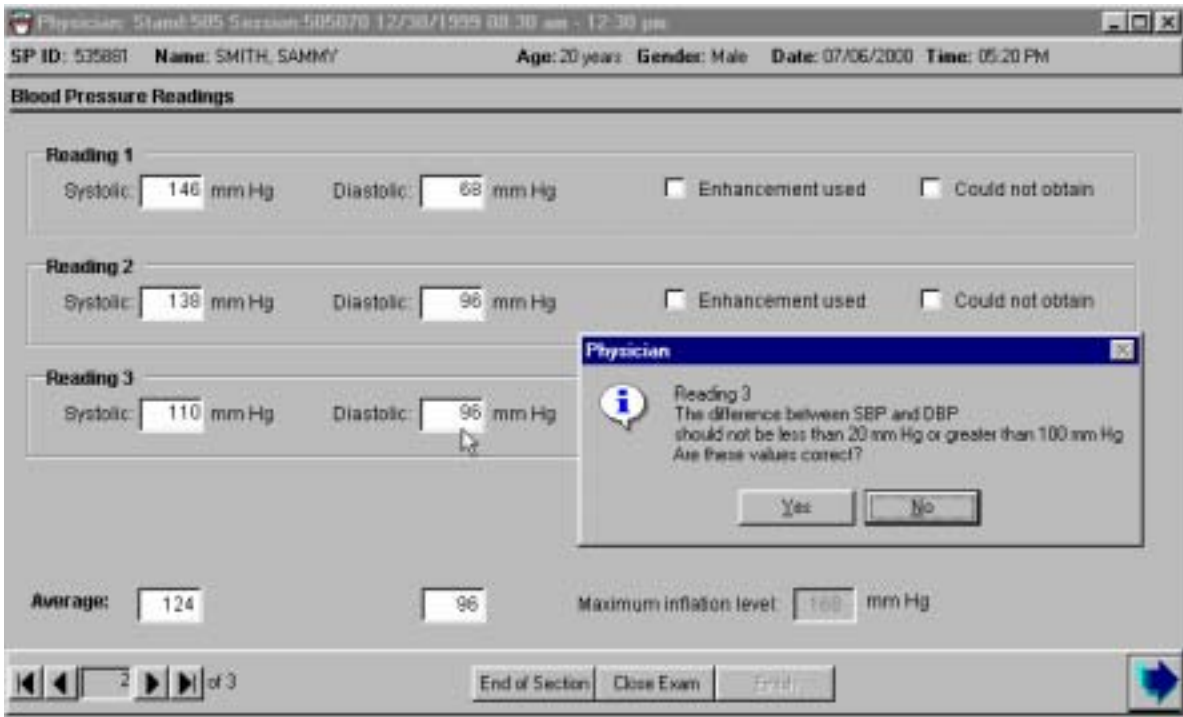 Physician: Stand:505 Session:505070 12/30/1999 08:30 am - 12:30 pm
SP ID: 535881 Name: SMITH, SAMMY Age: 20 years Gender: Male Date: 07/06/2000 Time: 05:20 PM
Blood Pressure Readings
Reading 1
Systolic: 146 mm Hg Diastolic: 68 mm Hg Enhancement used Could not obtain
Reading 2
Systolic: 138 mm Hg Diastolic: 96 mm Hg Enhancement used Could not obtain
Physician
Reading 3
Systolic: 110 mm Hg Diastolic: 96 mm Hg
Reading 3
The difference between SBP and DBP
should not be less than 20 mm Hg or greater than 100 mm Hg
Are these values correct?
Yes No
Average: 124 96 Maximum inflation level: 168 mm Hg
2 of 3 End of Section Close Exam